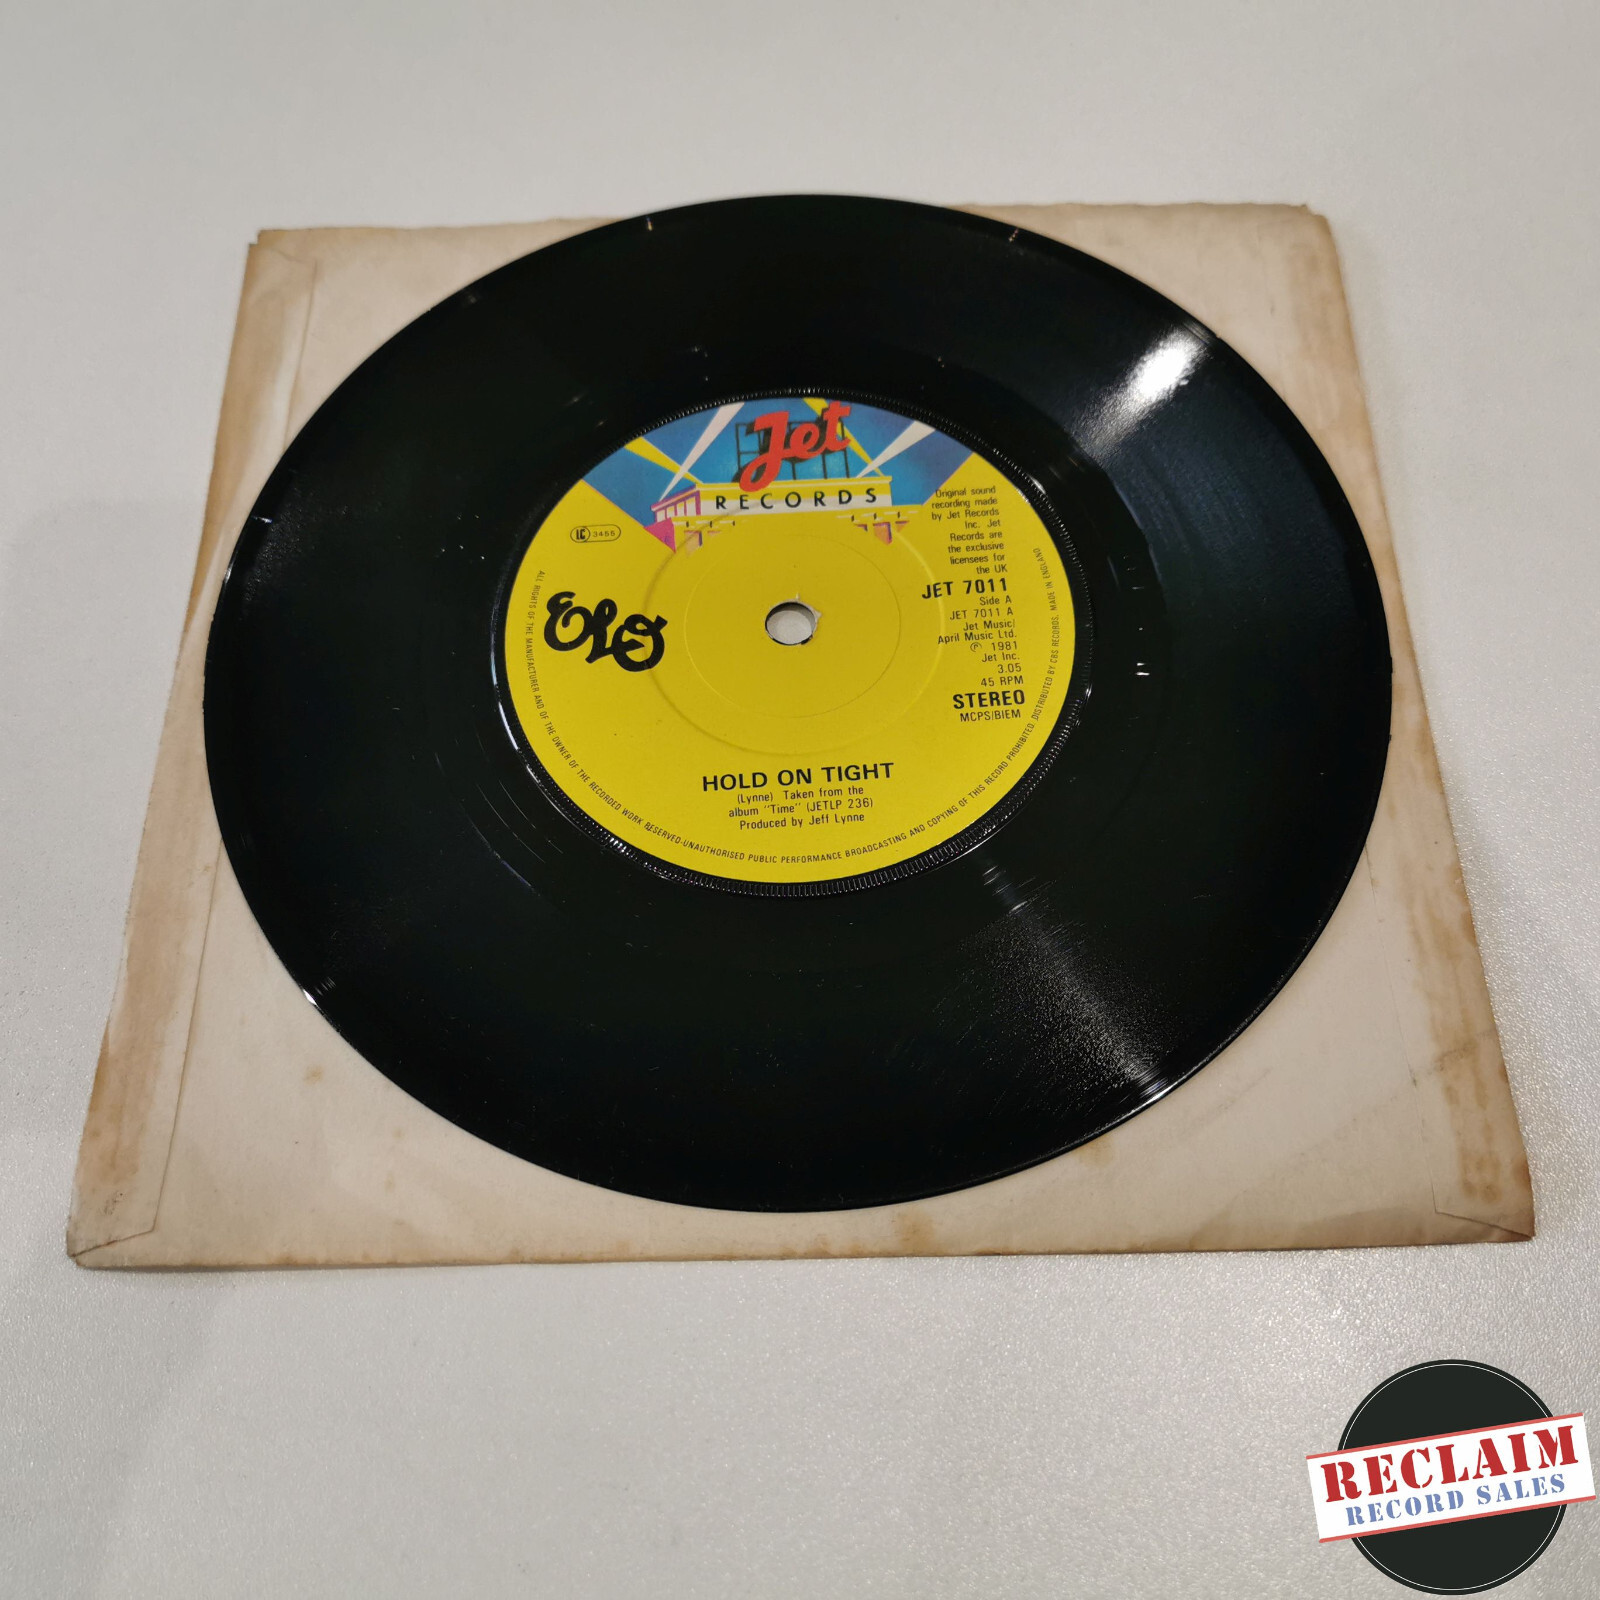 Jet
RECORDS
LC 3455
Original sound
recording made
by Jet Records
Inc. Jet
Records are
the exclusive
licensees for
the UK
JET 7011
Side A
JET 7011 A
Jet Music/
April Music Ltd.
℗ 1981
Jet Inc.
3.05
45 RPM
STEREO
MCPS/BIEM
ELO
HOLD ON TIGHT
(Lynne) Taken from the
album "Time" (JETLP 236)
Produced by Jeff Lynne
ALL RIGHTS OF THE MANUFACTURER AND OF THE OWNER OF THE RECORDED WORK RESERVED·UNAUTHORISED PUBLIC PERFORMANCE BROADCASTING AND COPYING OF THIS RECORD PROHIBITED. DISTRIBUTED BY CBS RECORDS, MADE IN ENGLAND
RECLAIM
RECORD SALES